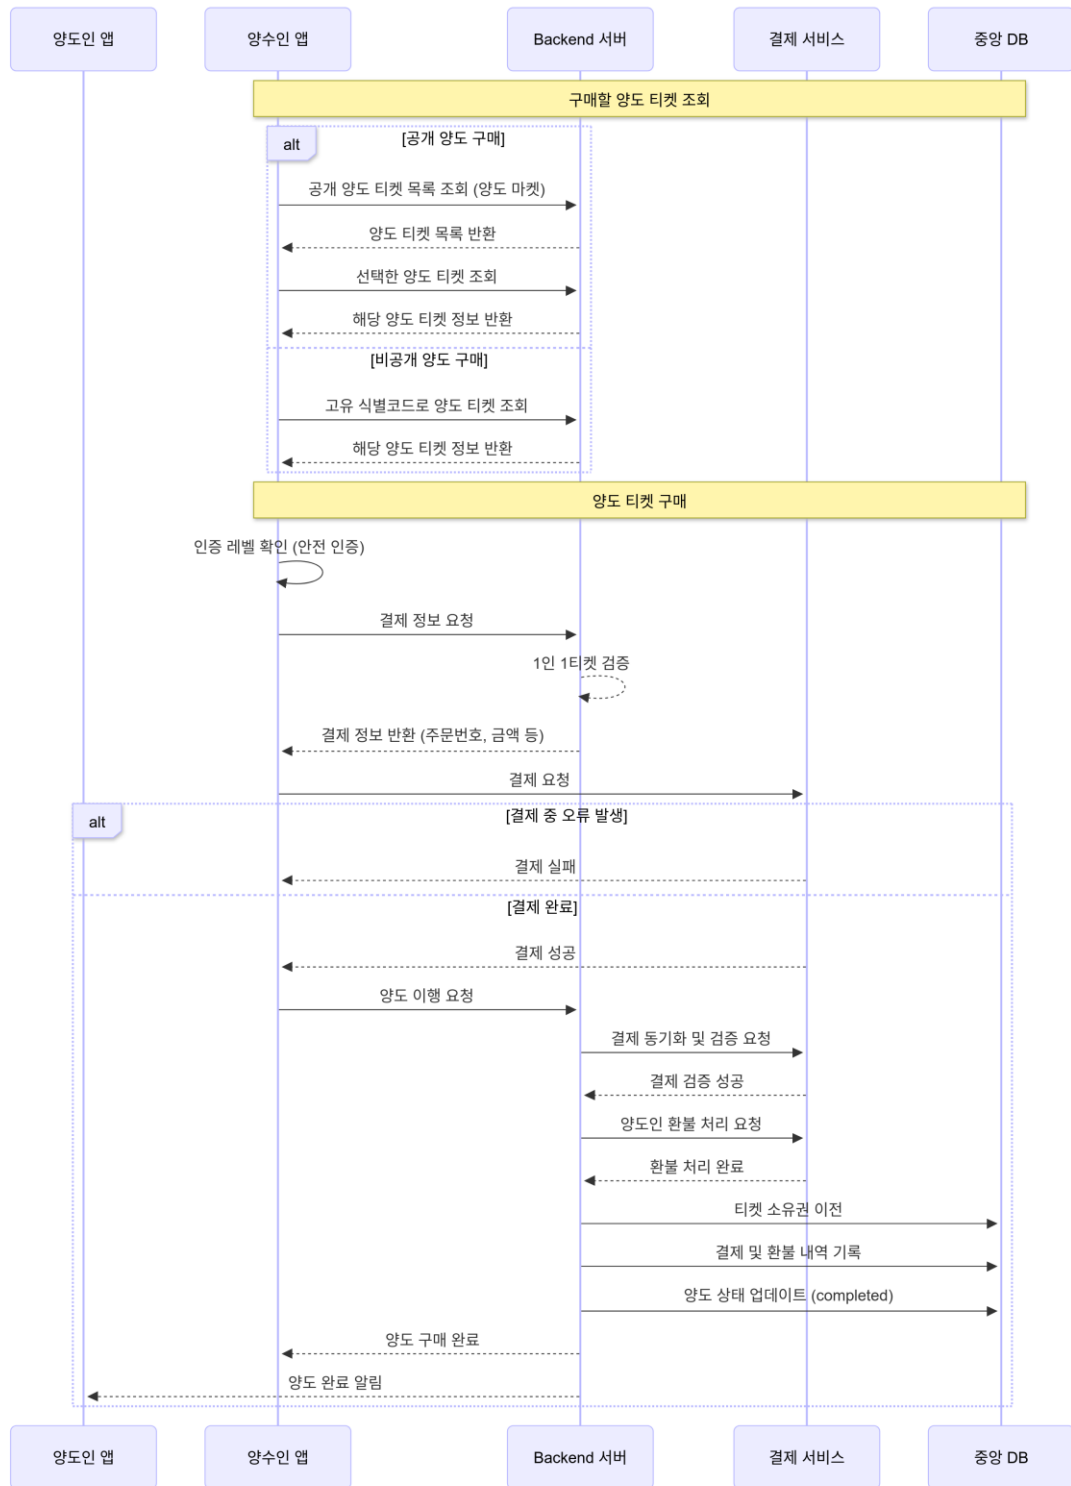 양도인 앱
양수인 앱
Backend 서버
결제 서비스
중앙 DB
구매할 양도 티켓 조회
alt
[공개 양도 구매]
공개 양도 티켓 목록 조회 (양도 마켓)
양도 티켓 목록 반환
선택한 양도 티켓 조회
해당 양도 티켓 정보 반환
[비공개 양도 구매]
고유 식별코드로 양도 티켓 조회
해당 양도 티켓 정보 반환
양도 티켓 구매
인증 레벨 확인 (안전 인증)
결제 정보 요청
1인 1티켓 검증
결제 정보 반환 (주문번호, 금액 등)
결제 요청
alt
[결제 중 오류 발생]
결제 실패
[결제 완료]
결제 성공
양도 이행 요청
결제 동기화 및 검증 요청
결제 검증 성공
양도인 환불 처리 요청
환불 처리 완료
티켓 소유권 이전
결제 및 환불 내역 기록
양도 상태 업데이트 (completed)
양도 구매 완료
양도 완료 알림
양도인 앱
양수인 앱
Backend 서버
결제 서비스
중앙 DB